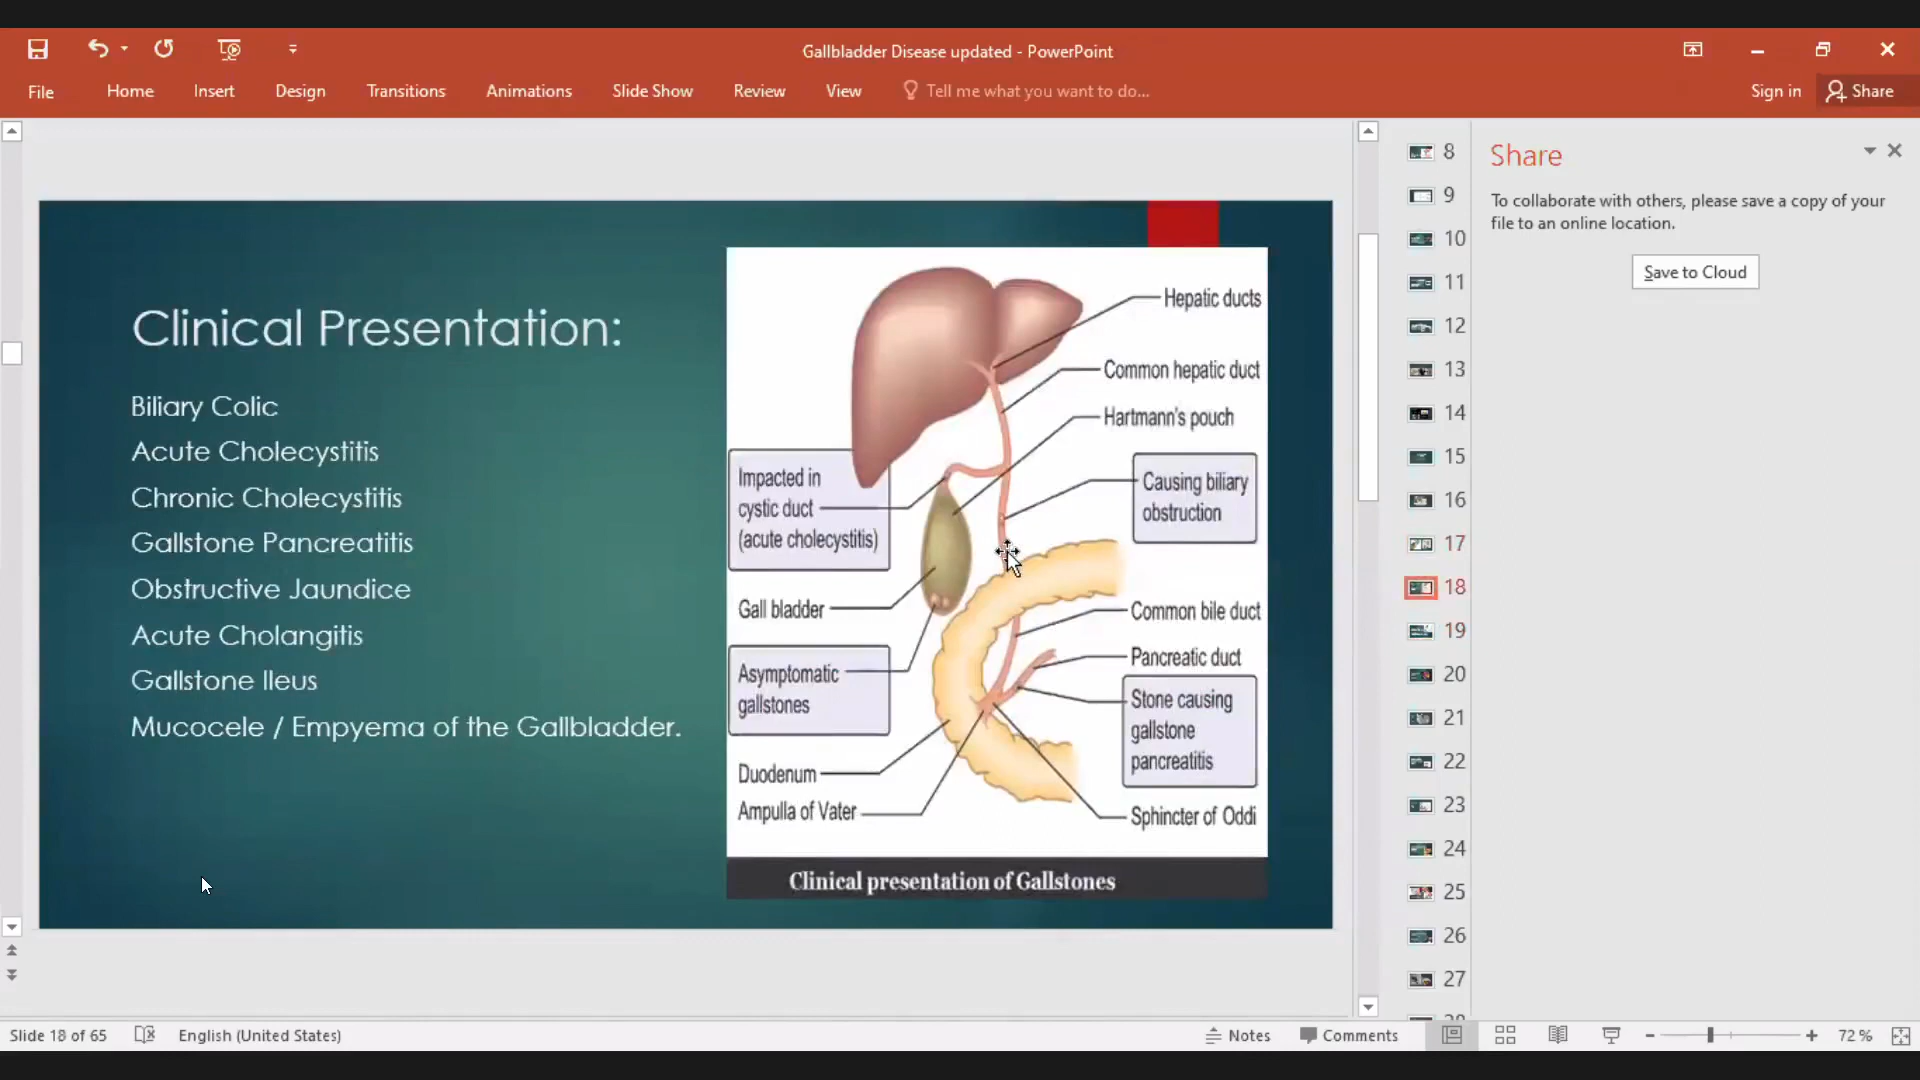 Gallbladder Disease updated - PowerPoint
File Home Insert Design Transitions Animations Slide Show Review View Tell me what you want to do... Sign in Share
Clinical Presentation:
Biliary Colic
Acute Cholecystitis
Chronic Cholecystitis
Gallstone Pancreatitis
Obstructive Jaundice
Acute Cholangitis
Gallstone Ileus
Mucocele / Empyema of the Gallbladder.
Hepatic ducts
Common hepatic duct
Hartmann's pouch
Impacted in
cystic duct
(acute cholecystitis)
Causing biliary
obstruction
Gall bladder
Common bile duct
Asymptomatic
gallstones
Pancreatic duct
Stone causing
gallstone
pancreatitis
Duodenum
Ampulla of Vater
Sphincter of Oddi
Clinical presentation of Gallstones
8
9
10
11
12
13
14
15
16
17
18
19
20
21
22
23
24
25
26
27
Share
To collaborate with others, please save a copy of your
file to an online location.
Save to Cloud
Slide 18 of 65 English (United States) Notes Comments 72 %